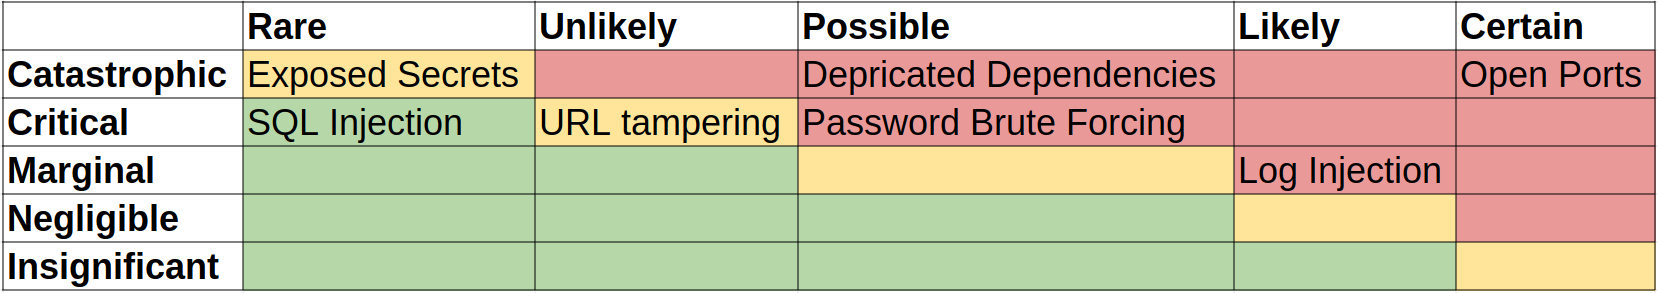 Rare Unlikely Possible Likely Certain
Catastrophic Exposed Secrets Depricated Dependencies Open Ports
Critical SQL Injection URL tampering Password Brute Forcing
Marginal Log Injection
Negligible
Insignificant